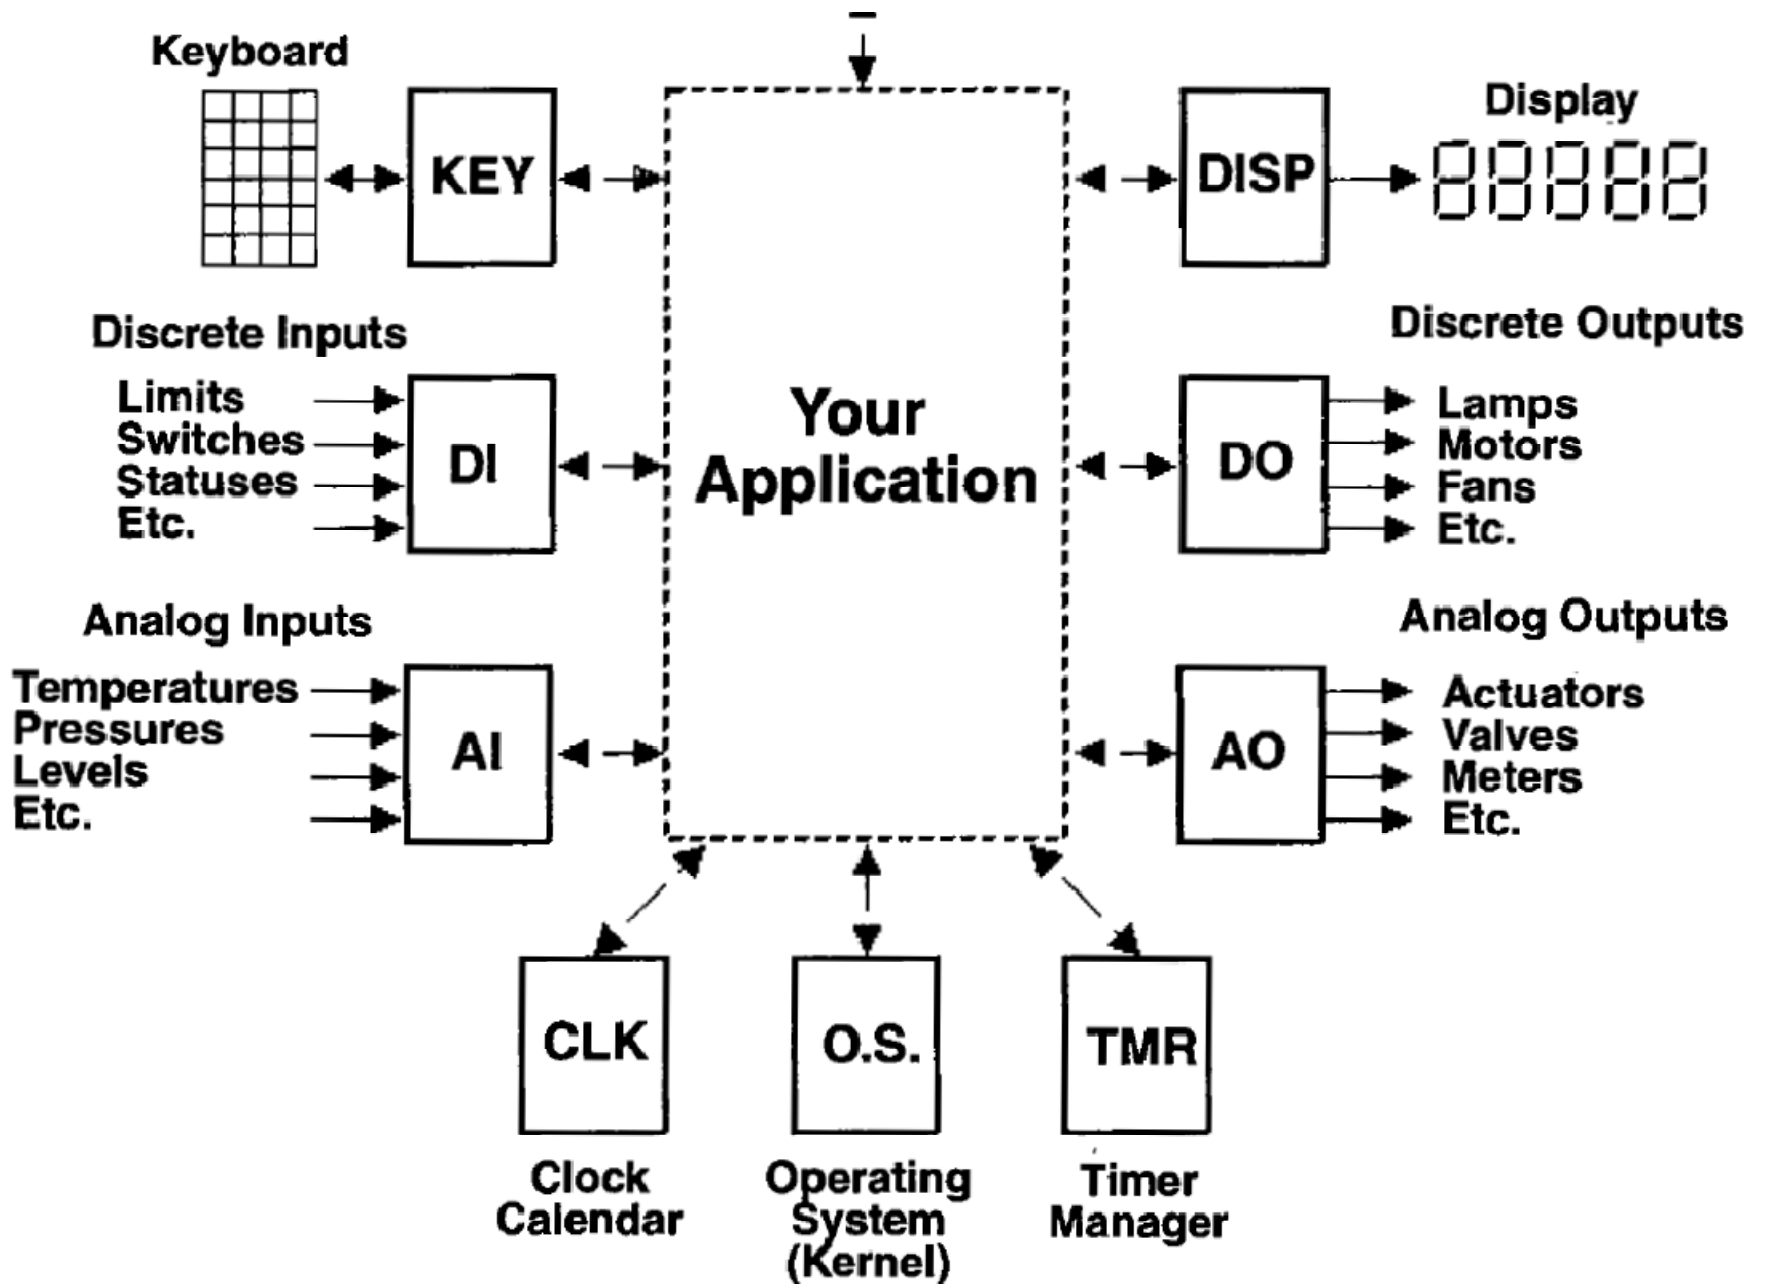 Keyboard
KEY
DISP
Display
Discrete Inputs
Limits
Switches
Statuses
Etc.
DI
Your
Application
DO
Discrete Outputs
Lamps
Motors
Fans
Etc.
Analog Inputs
Temperatures
Pressures
Levels
Etc.
AI
AO
Analog Outputs
Actuators
Valves
Meters
Etc.
CLK
O.S.
TMR
Clock
Calendar
Operating
System
(Kernel)
Timer
Manager